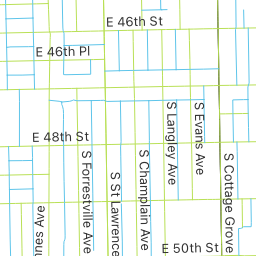 E 46th St
E 46th Pl
E 48th St
S Forrestville Ave
S St Lawrence
S Champlain Ave
S Langley Ave
S Evans Ave
S Cottage Grove
Ave
E 50th St